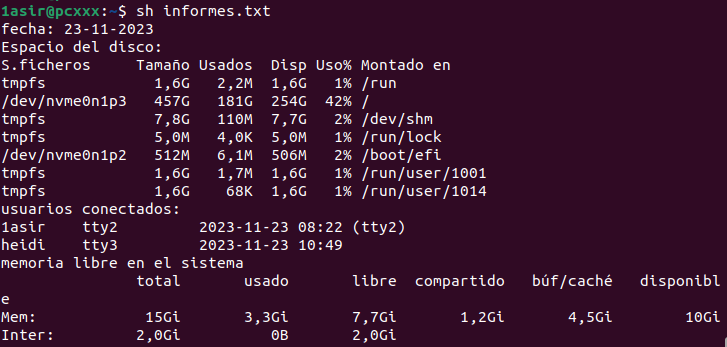 1asir@pcxxx:~$ sh informes.txt
fecha: 23-11-2023
Espacio del disco:
S.ficheros     Tamaño Usados  Disp Uso% Montado en
tmpfs            1,6G   2,2M  1,6G   1% /run
/dev/nvme0n1p3   457G   181G  254G  42% /
tmpfs            7,8G   110M  7,7G   2% /dev/shm
tmpfs            5,0M   4,0K  5,0M   1% /run/lock
/dev/nvme0n1p2   512M   6,1M  506M   2% /boot/efi
tmpfs            1,6G   1,7M  1,6G   1% /run/user/1001
tmpfs            1,6G    68K  1,6G   1% /run/user/1014
usuarios conectados:
1asir    tty2         2023-11-23 08:22 (tty2)
heidi    tty3         2023-11-23 10:49
memoria libre en el sistema
               total       usado       libre  compartido   búf/caché   disponibl
e
Mem:            15Gi       3,3Gi       7,7Gi       1,2Gi       4,5Gi        10Gi
Inter:         2,0Gi          0B       2,0Gi